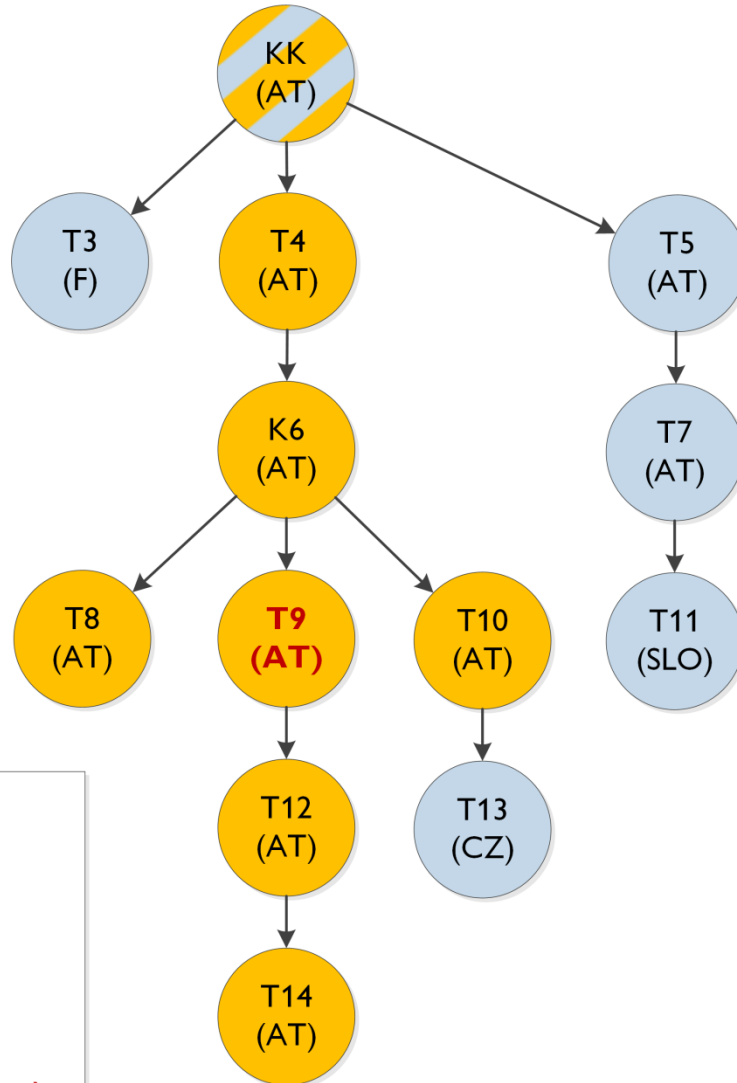 KK
(AT)
T3
(F)
T4
(AT)
T5
(AT)
K6
(AT)
T7
(AT)
T8
(AT)
T9
(AT)
T10
(AT)
T11
(SLO)
T12
(AT)
T13
(CZ)
T14
(AT)